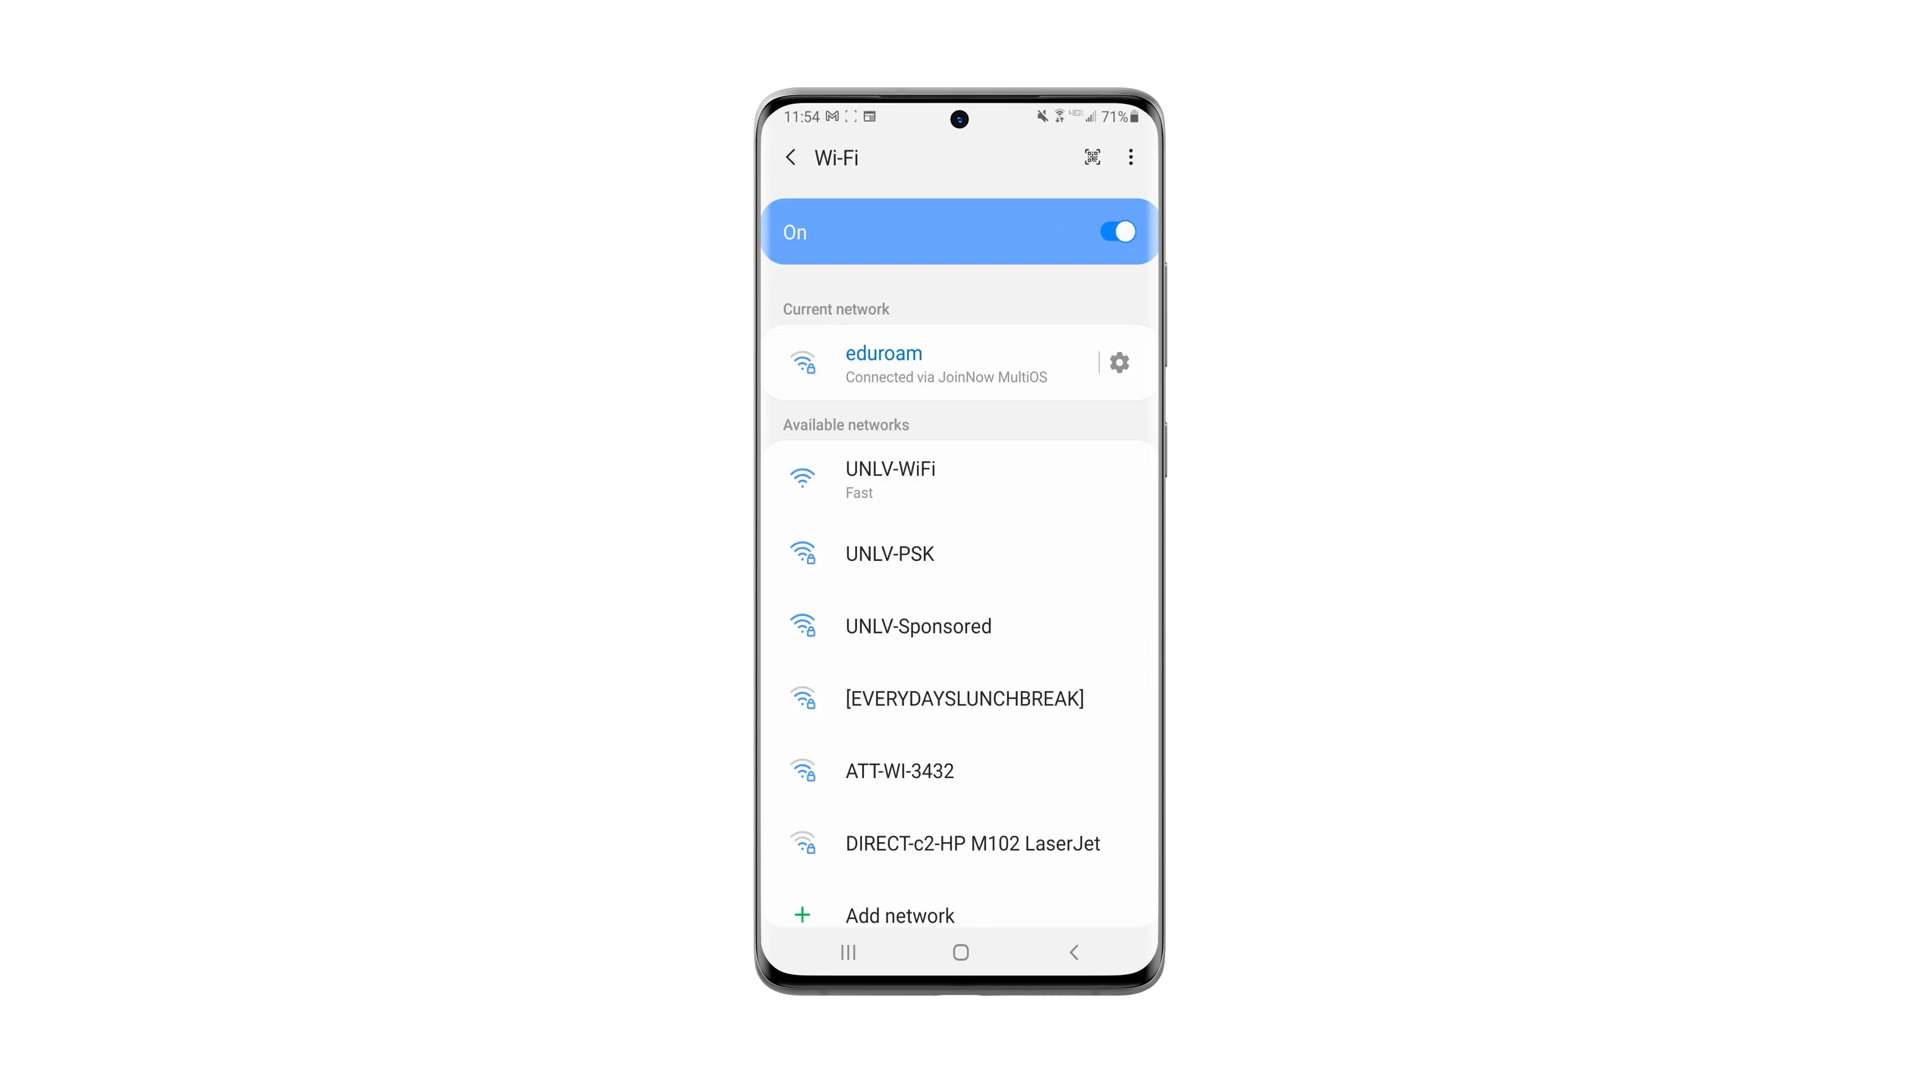 11:54 71%
Wi-Fi
On
Current network
eduroam
Connected via JoinNow MultiOS
Available networks
UNLV-WiFi
Fast
UNLV-PSK
UNLV-Sponsored
[EVERYDAYSLUNCHBREAK]
ATT-WI-3432
DIRECT-c2-HP M102 LaserJet
Add network